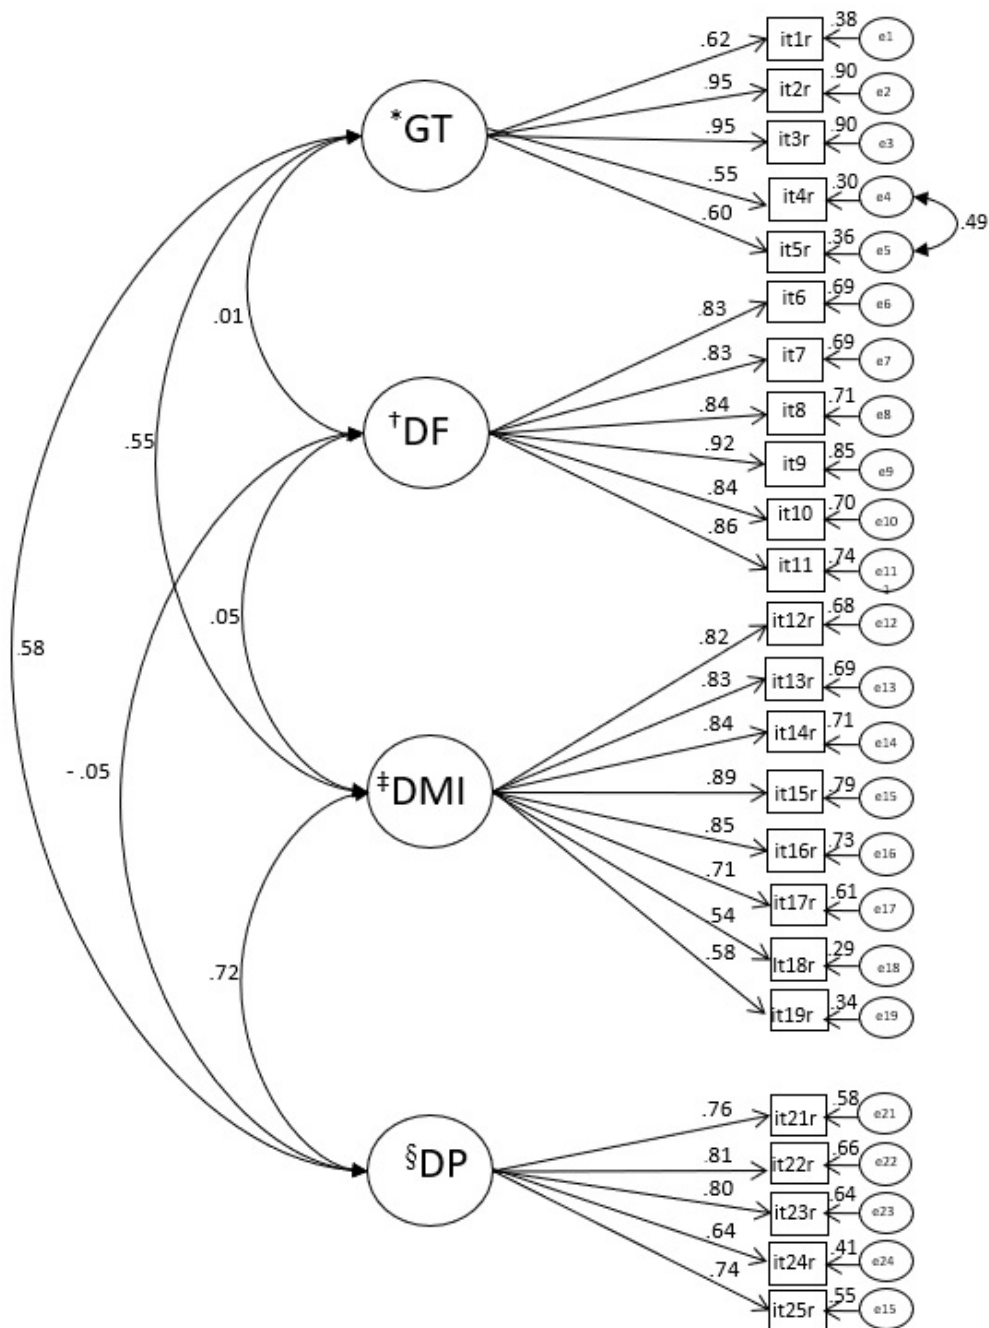 .62 it1r .38 e1
.95 it2r .90 e2
*GT
.95 it3r .90 e3
.55 it4r .30 e4
.49
.60 it5r .36 e5
.01
.83 it6 .69 e6
.83 it7 .69 e7
.84 it8 .71 e8
†DF
.55
.92 it9 .85 e9
.84 it10 .70 e10
.86 it11 .74 e11
1
.05
.82 it12r .68 e12
.58
.83 it13r .69 e13
.84 it14r .71 e14
- .05
‡DMI
.89 it15r .79 e15
.85 it16r .73 e16
.71 it17r .61 e17
.54 It18r .29 e18
.72
.58 it19r .34 e19
.76 it21r .58 e21
§DP
.81 it22r .66 e22
.80 it23r .64 e23
.64 it24r .41 e24
.74 it25r .55 e15